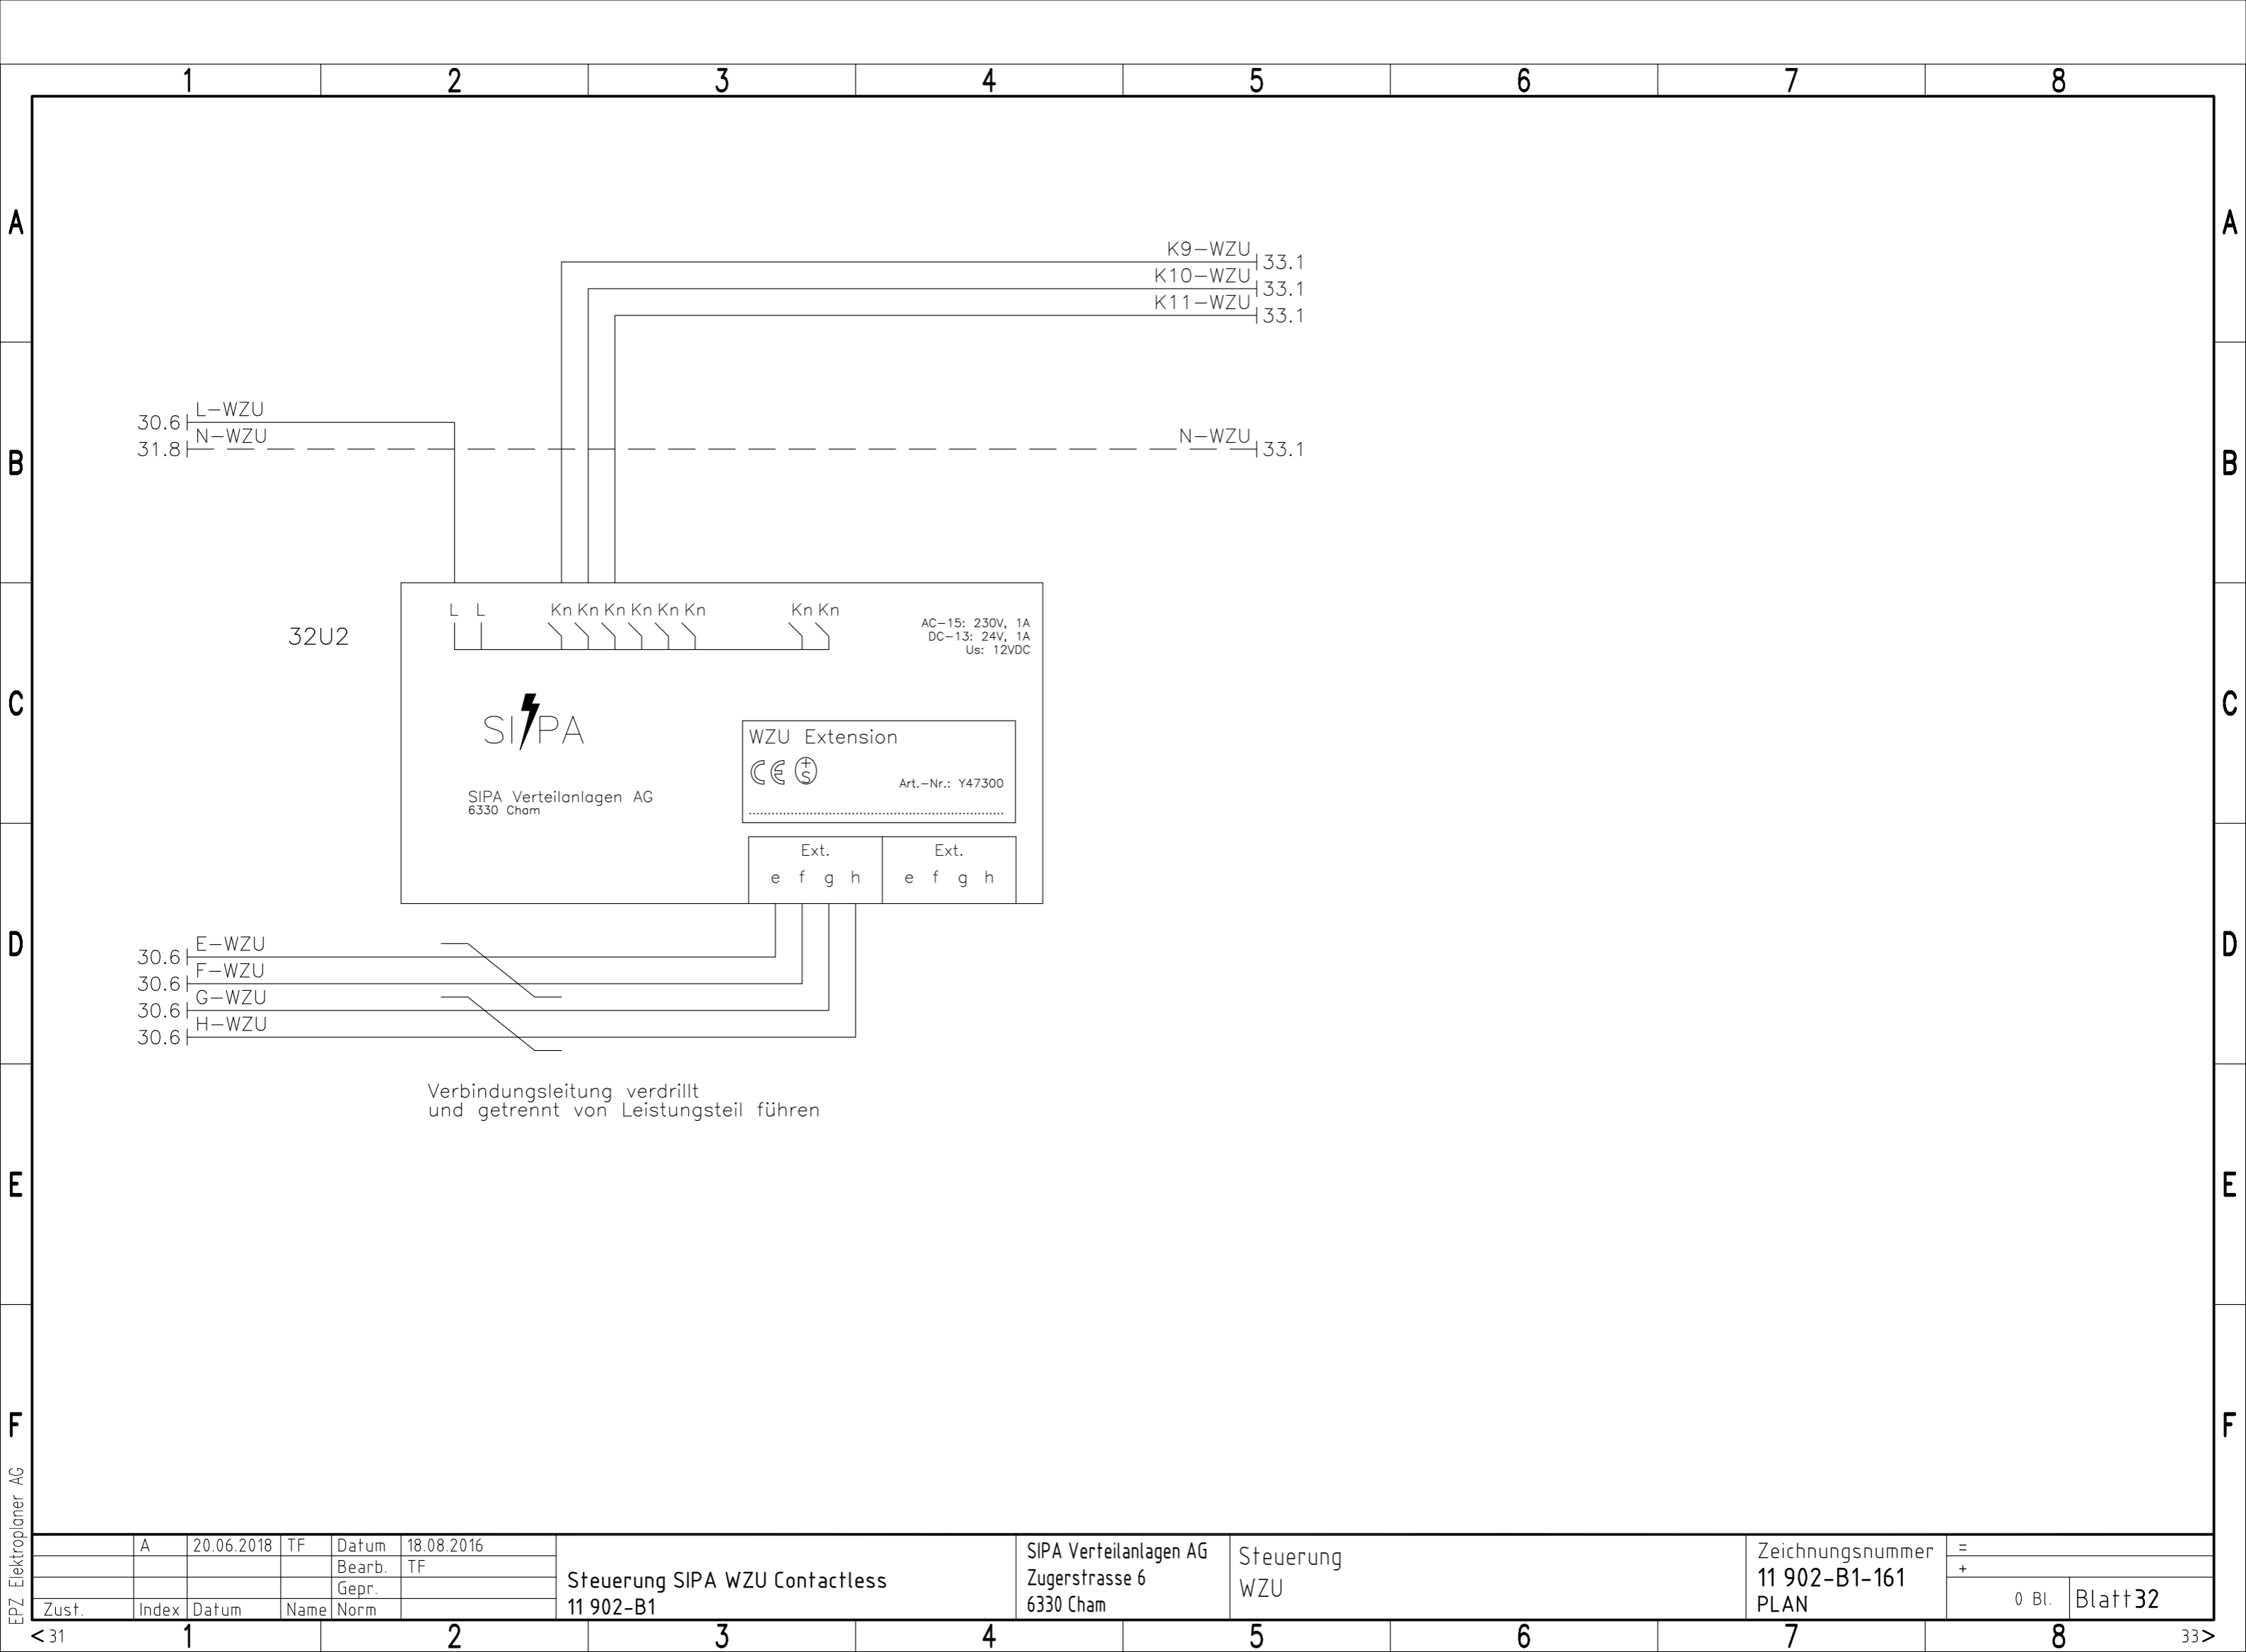 1 2 3 4 5 6 7 8
A A
K9-WZU 33.1
K10-WZU 33.1
K11-WZU 33.1
30.6 L-WZU
31.8 N-WZU N-WZU 33.1
B B
32U2
L L Kn Kn Kn Kn Kn Kn Kn Kn
AC-15: 230V, 1A
DC-13: 24V, 1A
Us: 12VDC
C C
SIPA
WZU Extension
CE +S
Art.-Nr.: Y47300
SIPA Verteilanlagen AG
6330 Cham
Ext. Ext.
e f g h e f g h
D D
30.6 E-WZU
30.6 F-WZU
30.6 G-WZU
30.6 H-WZU
Verbindungsleitung verdrillt
und getrennt von Leistungsteil führen
E E
F F
EPZ Elektroplaner AG
A 20.06.2018 TF Datum 18.08.2016
Bearb. TF
Gepr.
Zust. Index Datum Name Norm
Steuerung SIPA WZU Contactless
11 902-B1
SIPA Verteilanlagen AG
Zugerstrasse 6
6330 Cham
Steuerung
WZU
Zeichnungsnummer
11 902-B1-161
PLAN
=
+
0 Bl. Blatt 32
<31 1 2 3 4 5 6 7 8 33>